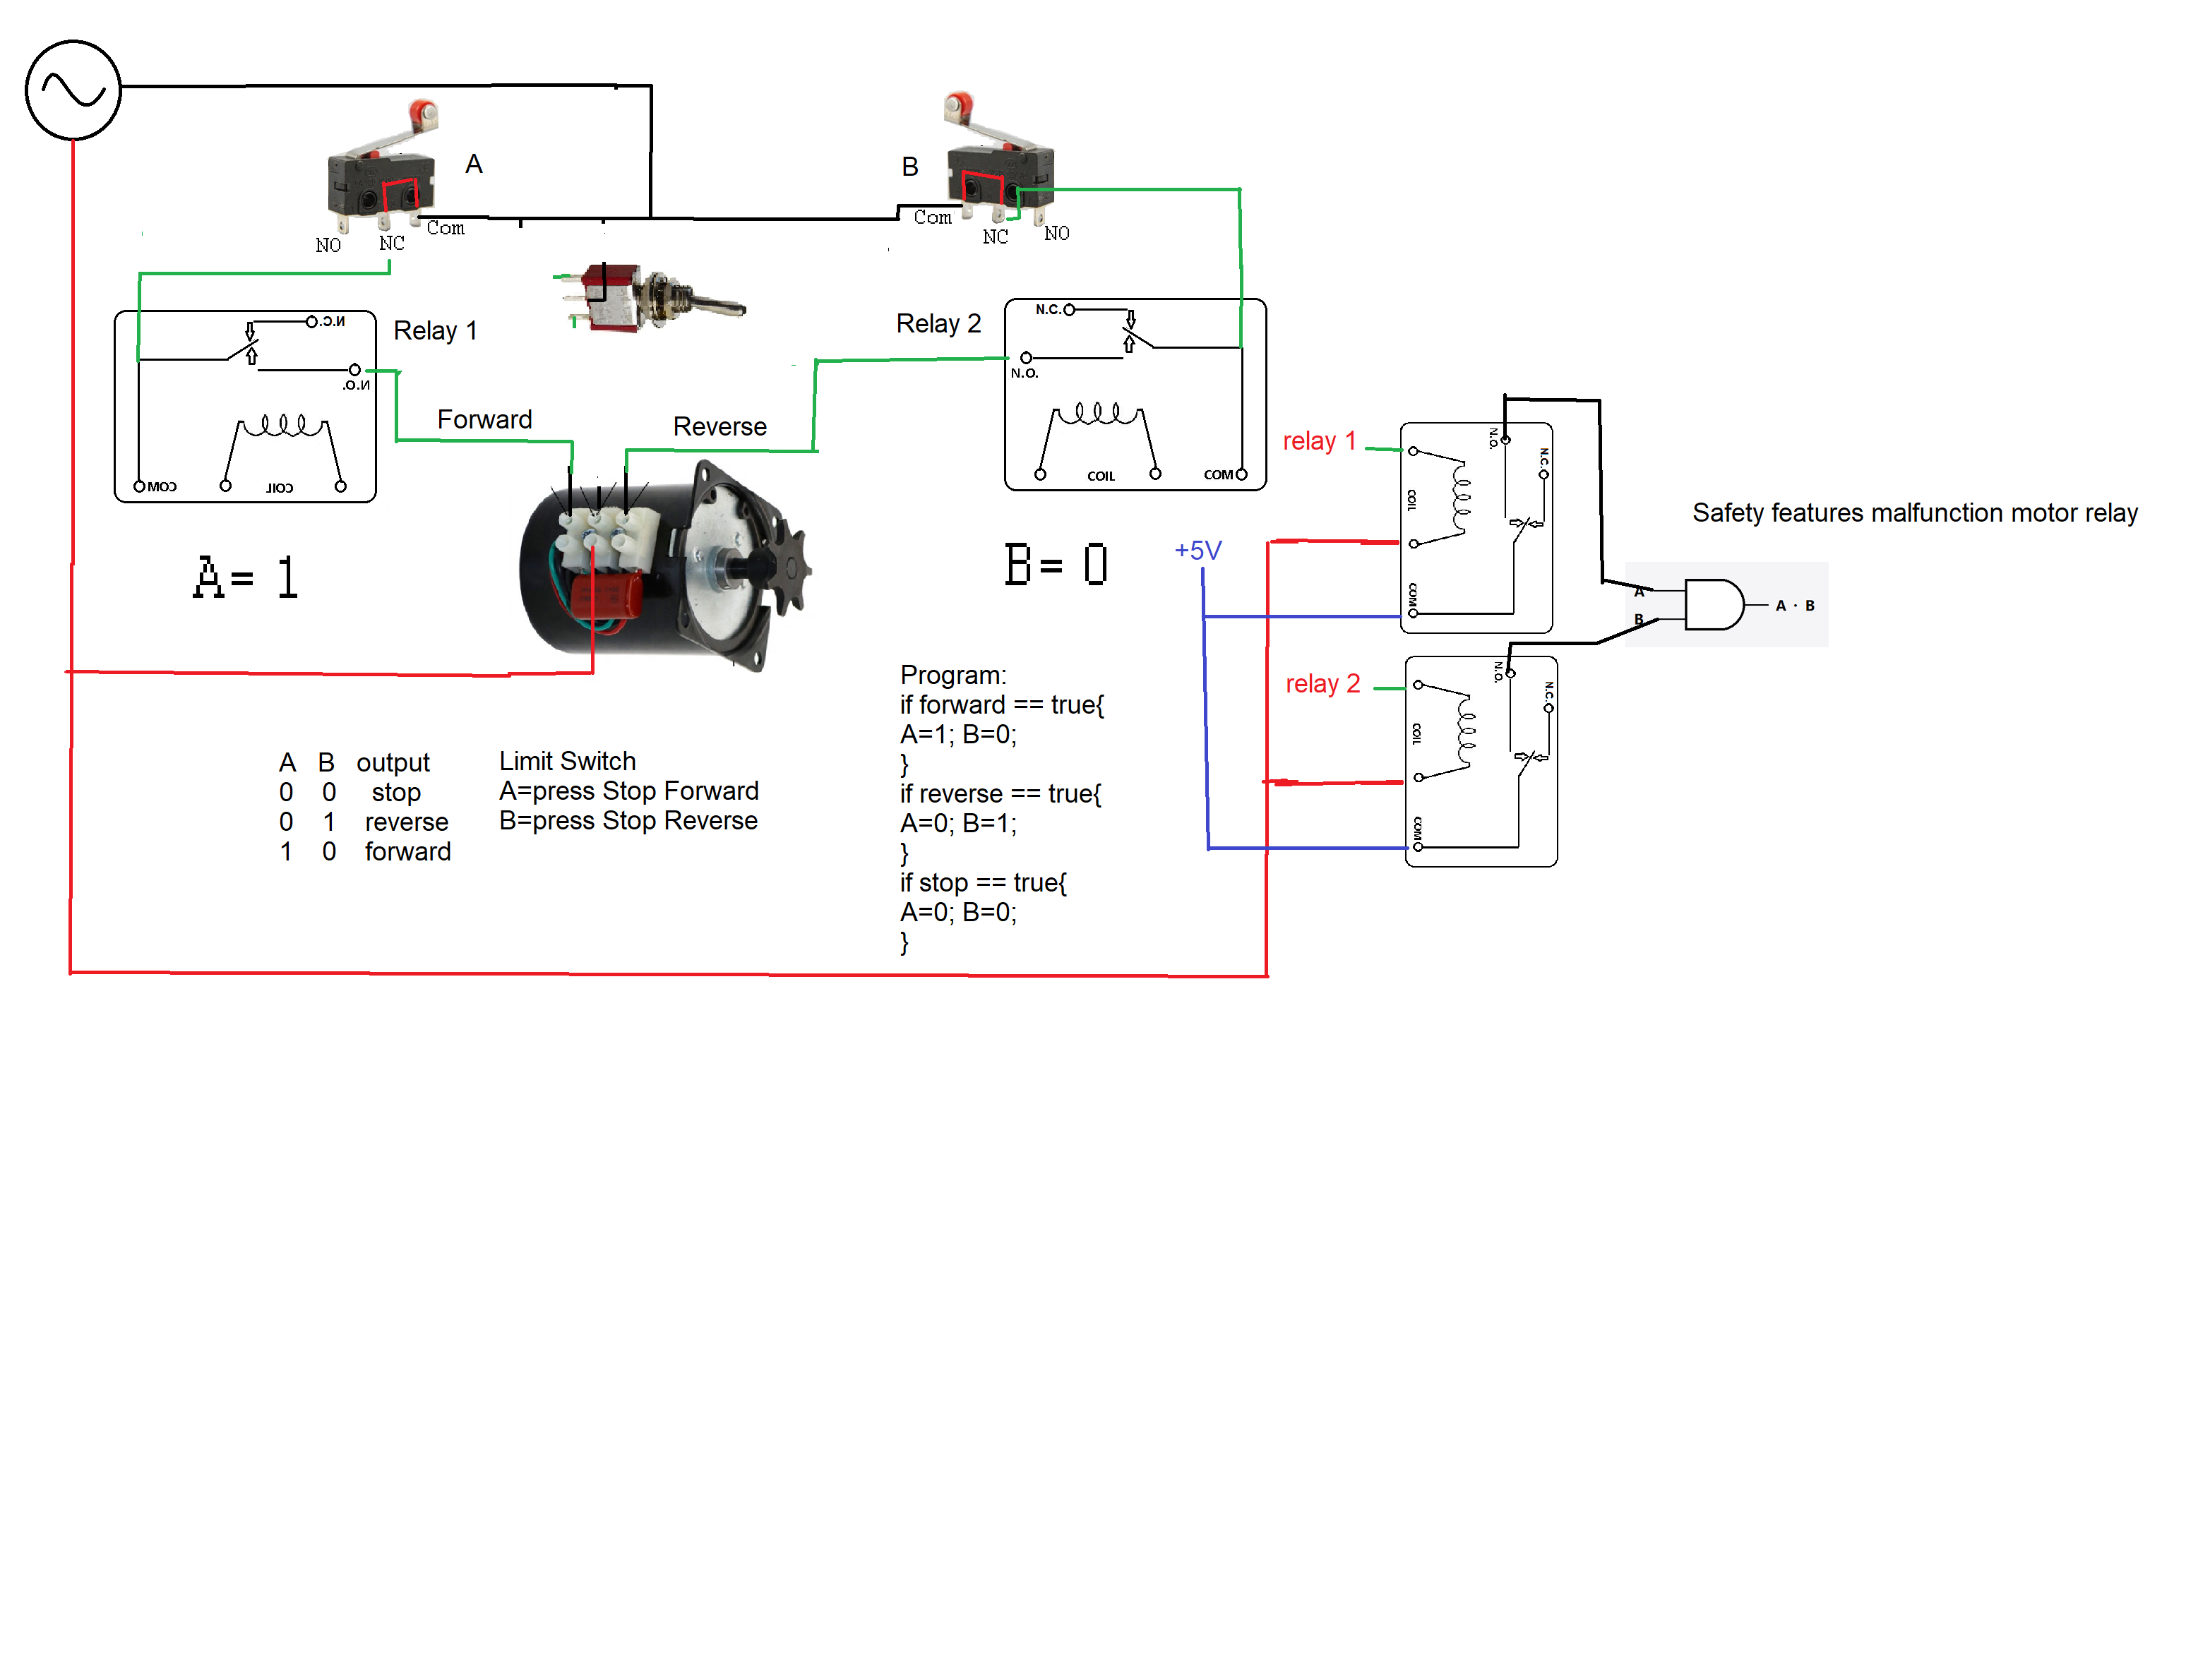 A
B
NO
NC
Com
Com
NC
NO
N.C.
N.O.
COIL
COM
Relay 1
Relay 2
N.C.
N.O.
COIL
COM
Forward
Reverse
A= 1
B= 0
relay 1
N.O.
N.C.
COIL
COM
+5V
Safety features malfunction motor relay
A
B
A · B
relay 2
N.O.
N.C.
COIL
COM
Program:
if forward == true{
A=1; B=0;
}
if reverse == true{
A=0; B=1;
}
if stop == true{
A=0; B=0;
}
A B output
0 0 stop
0 1 reverse
1 0 forward
Limit Switch
A=press Stop Forward
B=press Stop Reverse